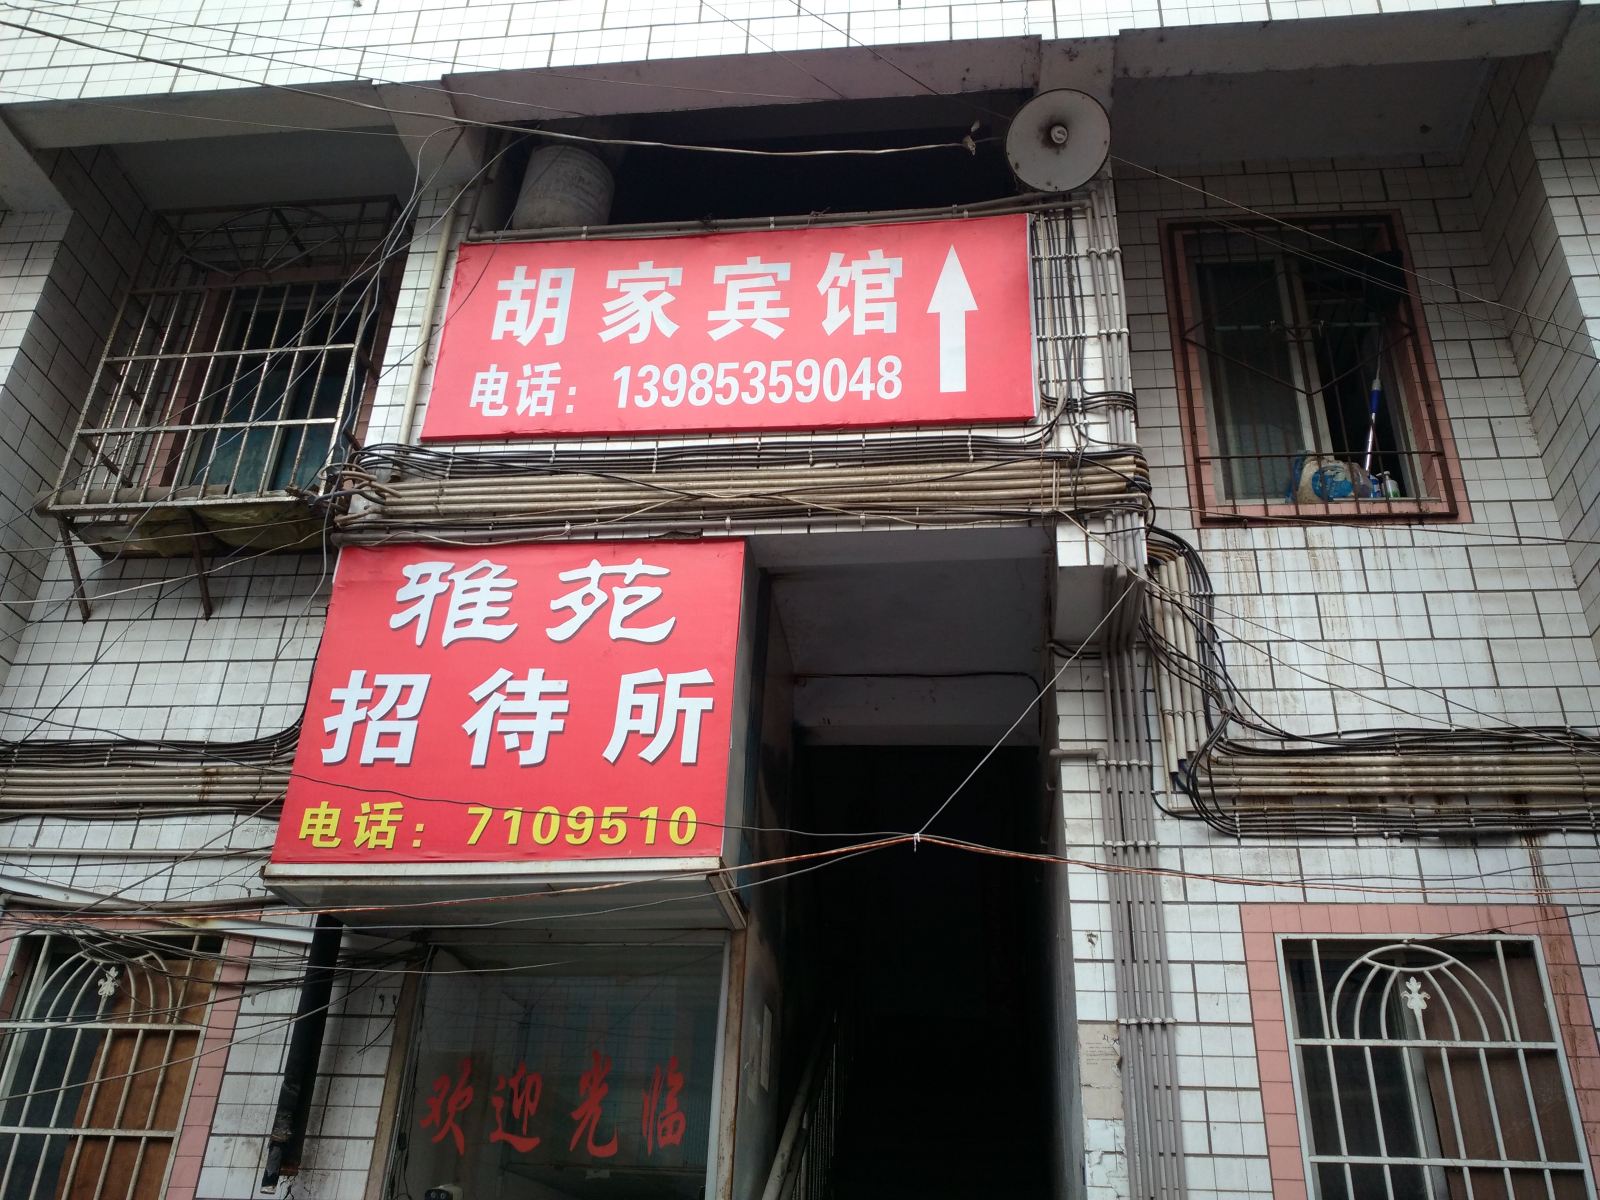 胡家宾馆
电话：13985359048
雅苑
招待所
电话：7109510
欢迎光临